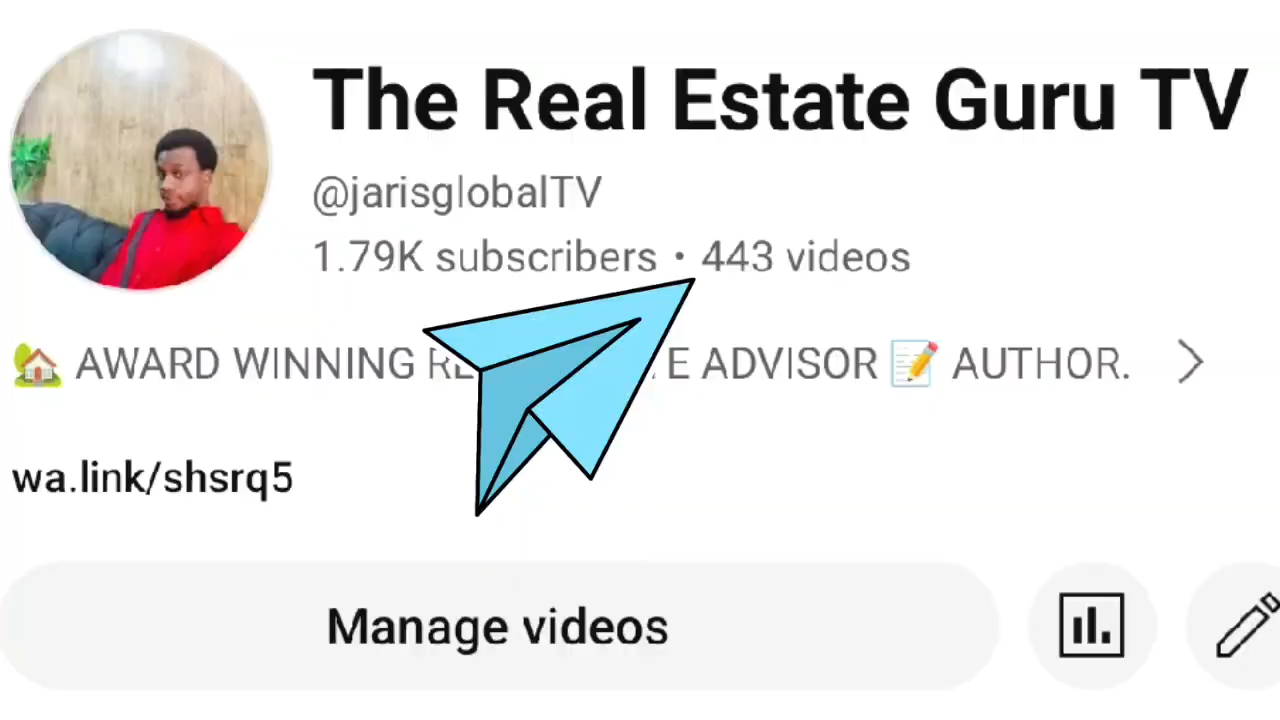 The Real Estate Guru TV
@jarisglobalTV
1.79K subscribers • 443 videos
🏡 AWARD WINNING ADVISOR 📝 AUTHOR.
wa.link/shsrq5
Manage videos